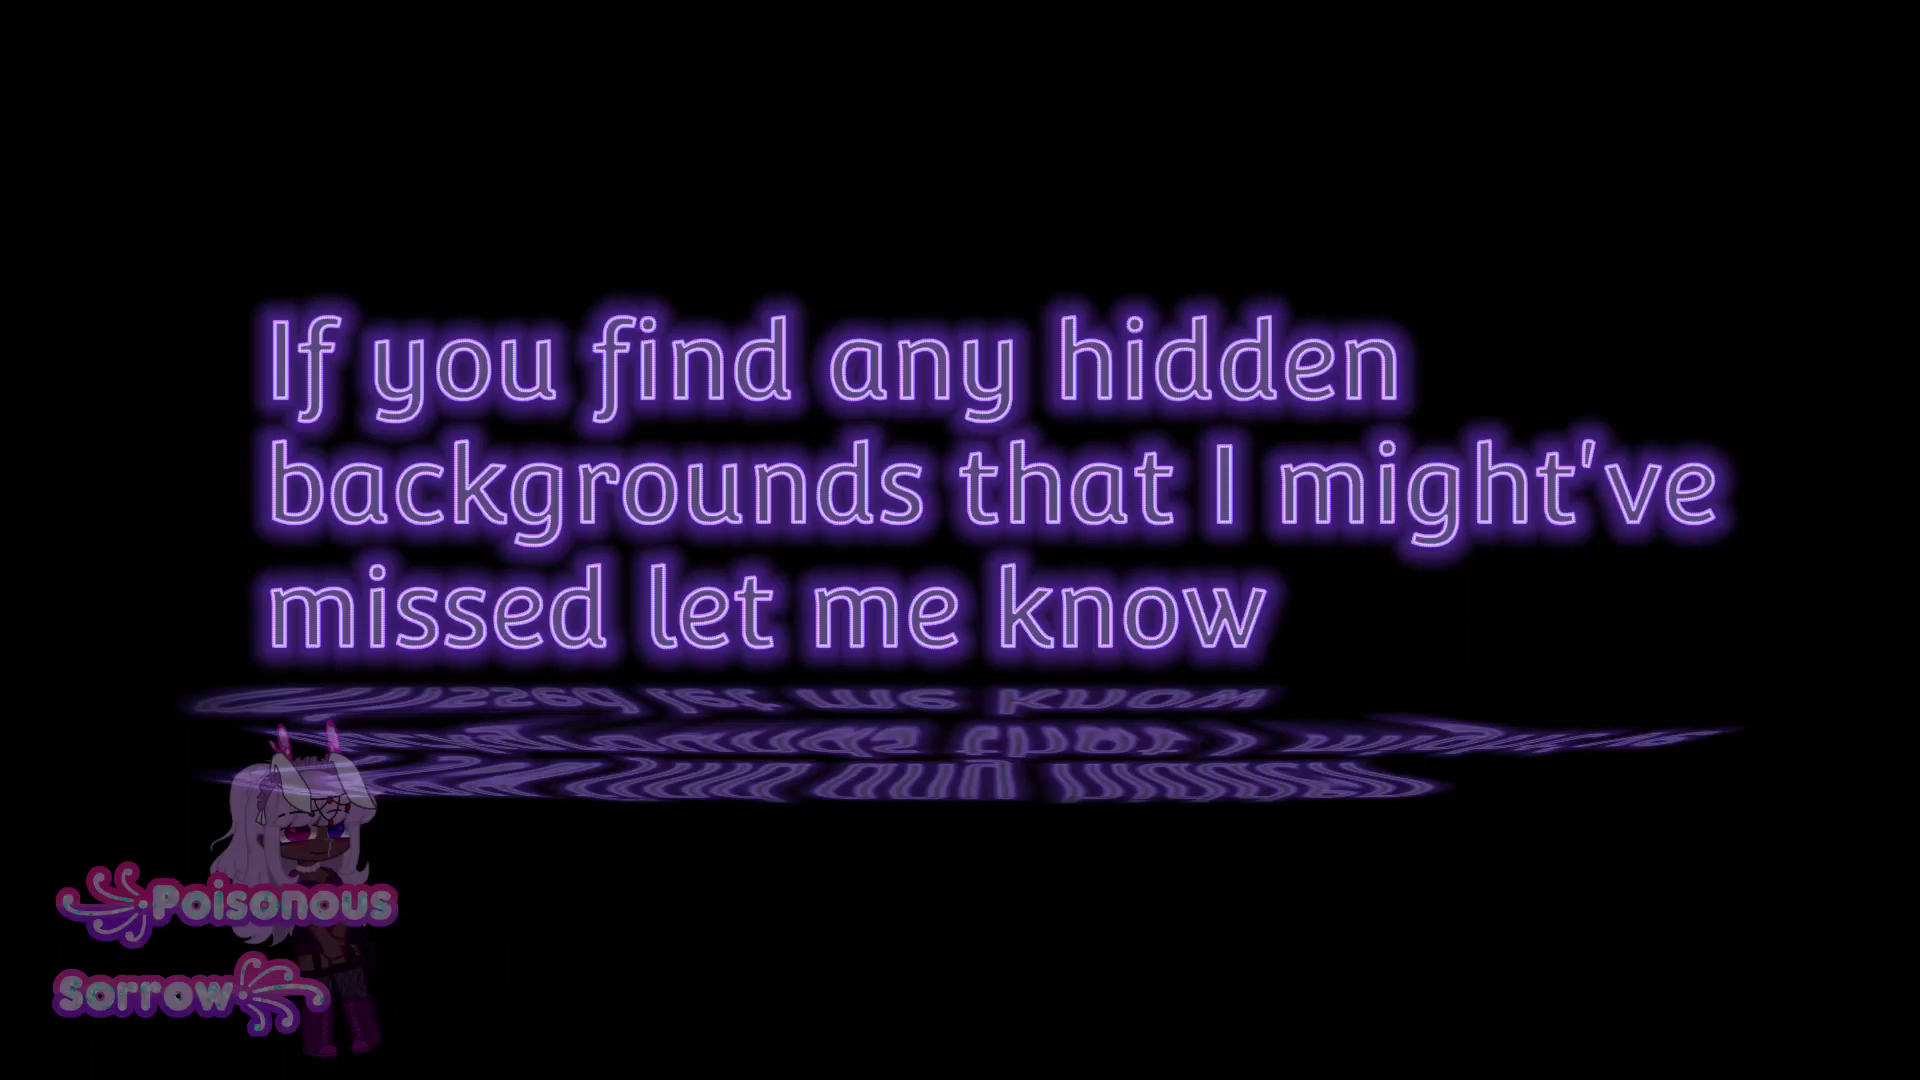 If you find any hidden
backgrounds that I might've
missed let me know
Poisonous
Sorrow